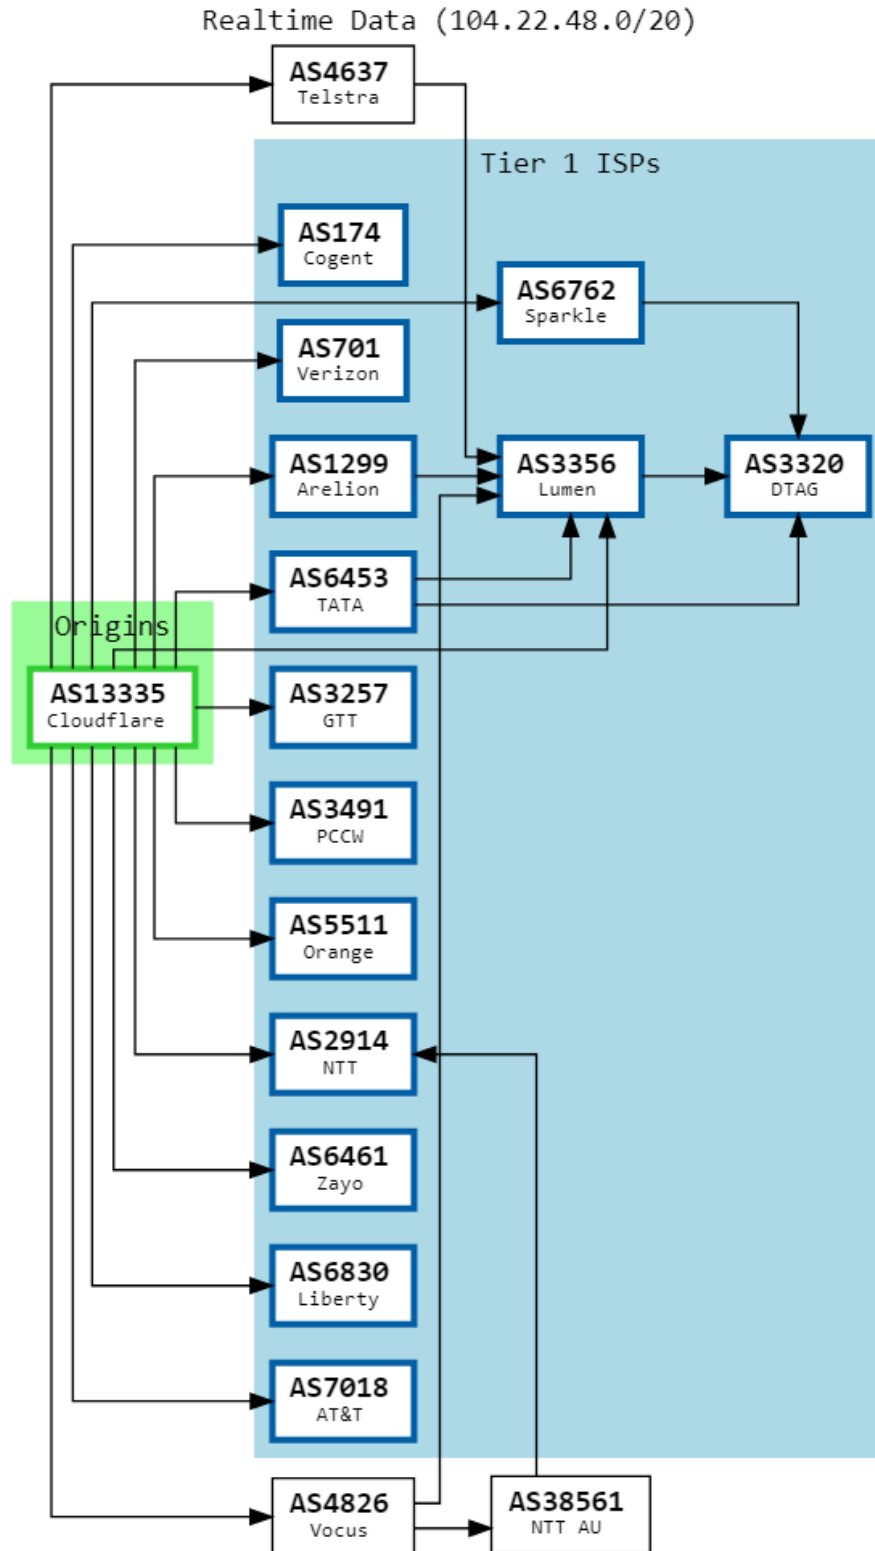 Realtime Data (104.22.48.0/20)
AS4637
Telstra
Tier 1 ISPs
AS174
Cogent
AS6762
Sparkle
AS701
Verizon
AS1299
Arelion
AS3356
Lumen
AS3320
DTAG
AS6453
TATA
Origins
AS13335
Cloudflare
AS3257
GTT
AS3491
PCCW
AS5511
Orange
AS2914
NTT
AS6461
Zayo
AS6830
Liberty
AS7018
AT&T
AS4826
Vocus
AS38561
NTT AU